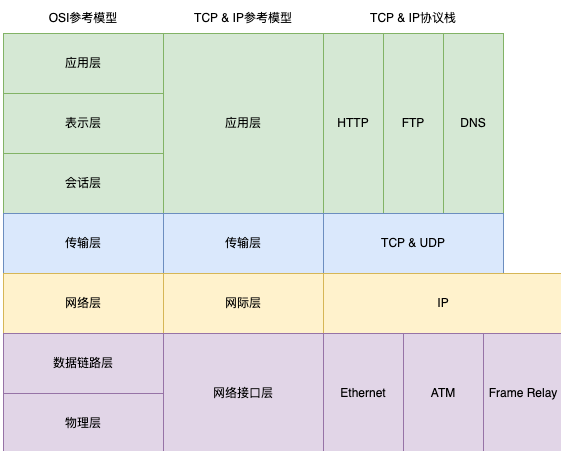 OSI参考模型 TCP & IP参考模型 TCP & IP协议栈
应用层
表示层 应用层 HTTP FTP DNS
会话层
传输层 传输层 TCP & UDP
网络层 网际层 IP
数据链路层
网络接口层 Ethernet ATM Frame Relay
物理层